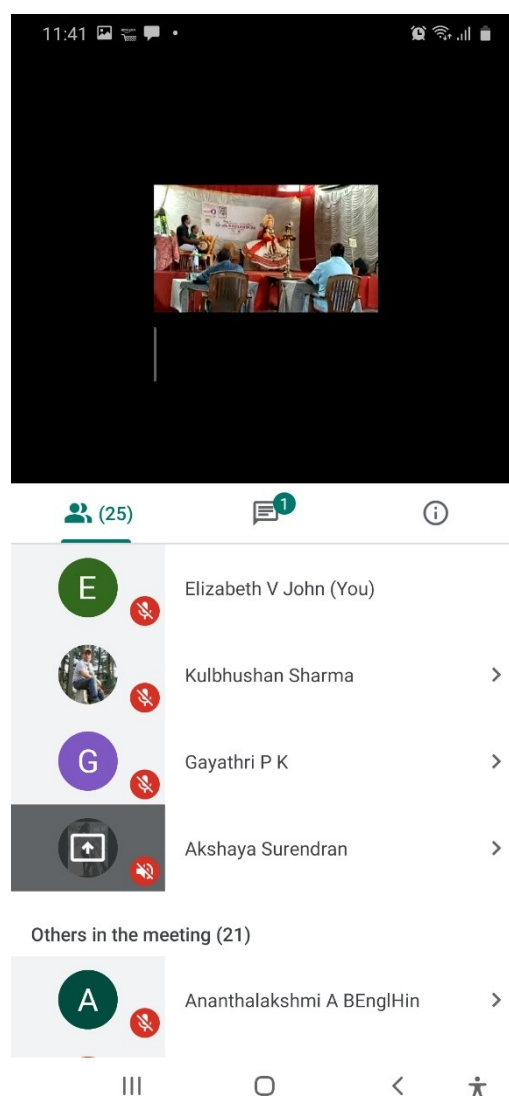 11:41
(25)
1
E
Elizabeth V John (You)
Kulbhushan Sharma
G
Gayathri P K
Akshaya Surendran
Others in the meeting (21)
A
Ananthalakshmi A BEnglHin